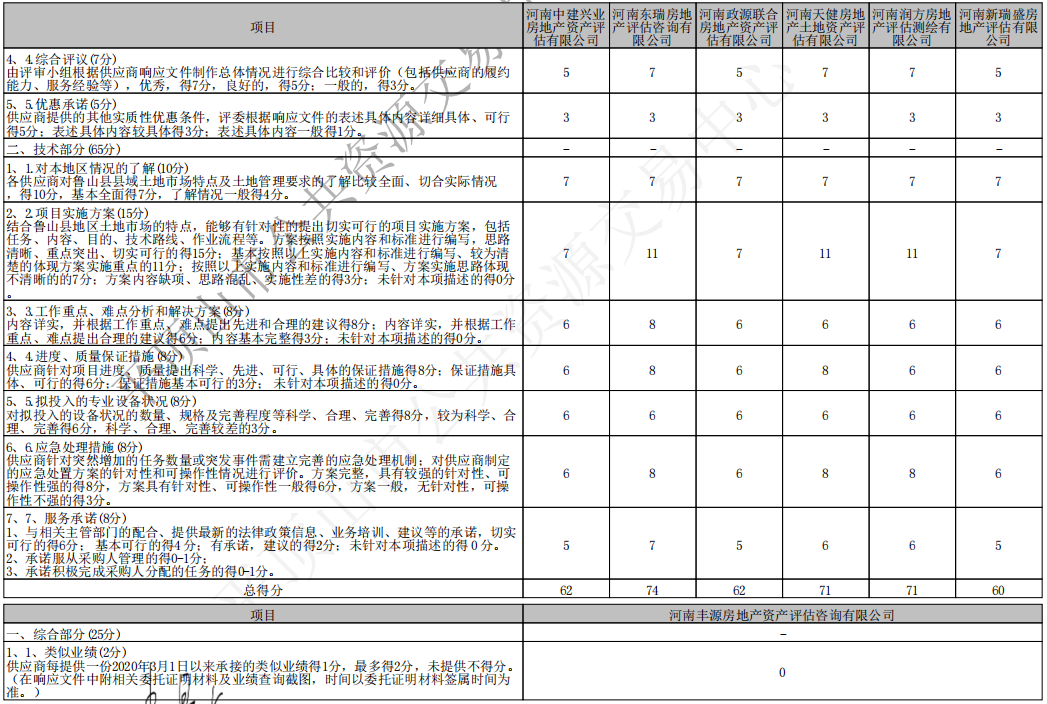 项目 河南中建兴业房地产资产评估有限公司 河南东瑞房地产评估咨询有限公司 河南政源联合房地产资产评估有限公司 河南天健房地产土地资产评估有限公司 河南润方房地产评估测绘有限公司 河南新瑞盛房地产评估有限公司
4、4.综合评议(7分)
由评审小组根据供应商响应文件制作总体情况进行综合比较和评价（包括供应商的履约
能力、服务经验等），优秀，得7分，良好的，得5分；一般的，得3分。
5 7 5 7 7 5
5、5.优惠承诺(5分)
供应商提供的其他实质性优惠条件，评委根据响应文件的表述具体内容详细具体、可行
得5分；表述具体内容较具体得3分；表述具体内容一般得1分。
3 3 3 3 3 3
二、技术部分(65分) － － － － － －
1、1.对本地区情况的了解(10分)
各供应商对鲁山县县域土地市场特点及土地管理要求的了解比较全面、切合实际情况
，得10分，基本全面得7分，了解情况一般得4分。
7 7 7 7 7 7
2、2.项目实施方案(15分)
结合鲁山县地区土地市场的特点，能够有针对性的提出切实可行的项目实施方案，包括
任务、内容、目的、技术路线、作业流程等。方案按照实施内容和标准进行编写，思路
清晰、重点突出、切实可行的得15分；基本按照以上实施内容和标准进行编写、较为清
楚的体现方案实施重点的11分；按照以上实施内容和标准进行编写、方案实施思路体现
不清晰的的7分；方案内容缺项、思路混乱、实施性差的得3分；未针对本项描述的得0分
。
7 11 7 11 11 7
3、3.工作重点、难点分析和解决方案(8分)
内容详实，并根据工作重点、难点提出先进和合理的建议得8分；内容详实，并根据工作
重点、难点提出合理的建议得6分；内容基本完整得3分；未针对本项描述的得0分。
6 8 6 6 6 6
4、4.进度、质量保证措施(8分)
供应商针对项目进度、质量提出科学、先进、可行、具体的保证措施得8分；保证措施具
体、可行的得6分；保证措施基本可行的3分； 未针对本项描述的得0分。
6 8 6 8 6 6
5、5.拟投入的专业设备状况(8分)
对拟投入的设备状况的数量、规格及完善程度等科学、合理、完善得8分，较为科学、合
理、完善得6分，科学、合理、完善较差的3分。
6 6 6 6 6 6
6、6.应急处理措施(8分)
供应商针对突然增加的任务数量或突发事件需建立完善的应急处理机制；对供应商制定
的应急处置方案的针对性和可操作性情况进行评价。方案完整，具有较强的针对性、可
操作性强的得8分，方案具有针对性、可操作性一般得6分，方案一般，无针对性，可操
作性不强的得3分。
6 8 6 8 8 6
7、7、服务承诺(8分)
1、与相关主管部门的配合、提供最新的法律政策信息、业务培训、建议等的承诺，切实
可行的得6分； 基本可行的得4分；有承诺，建议的得2分；未针对本项描述的得０分．
2、承诺服从采购人管理的得0-1分；
3、承诺积极完成采购人分配的任务的得0-1分。
5 7 5 6 6 5
总得分 62 74 62 71 71 60
项目 河南丰源房地产资产评估咨询有限公司
一、综合部分(25分) －
1、1、类似业绩(2分)
供应商每提供一份2020年3月1日以来承接的类似业绩得1分，最多得2分，未提供不得分。
（在响应文件中附相关委托证明材料及业绩查询截图，时间以委托证明材料签属时间为
准。）
0
平顶山市公共资源交易中心